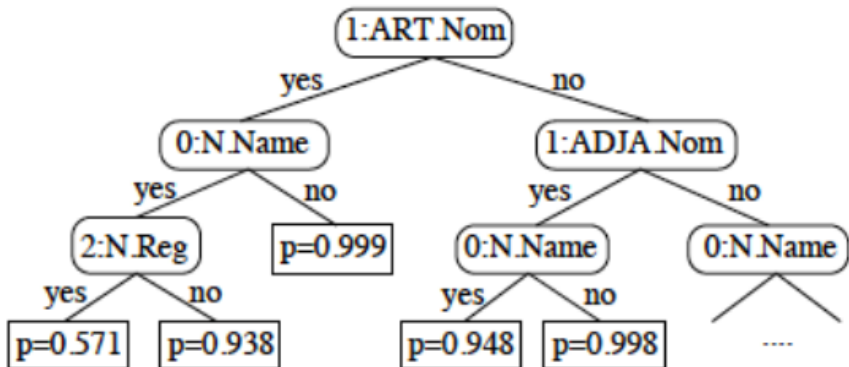 1:ART.Nom
yes no
0:N.Name 1:ADJA.Nom
yes no yes no
2:N.Reg p=0.999 0:N.Name 0:N.Name
yes no yes no
p=0.571 p=0.938 p=0.948 p=0.998 ----